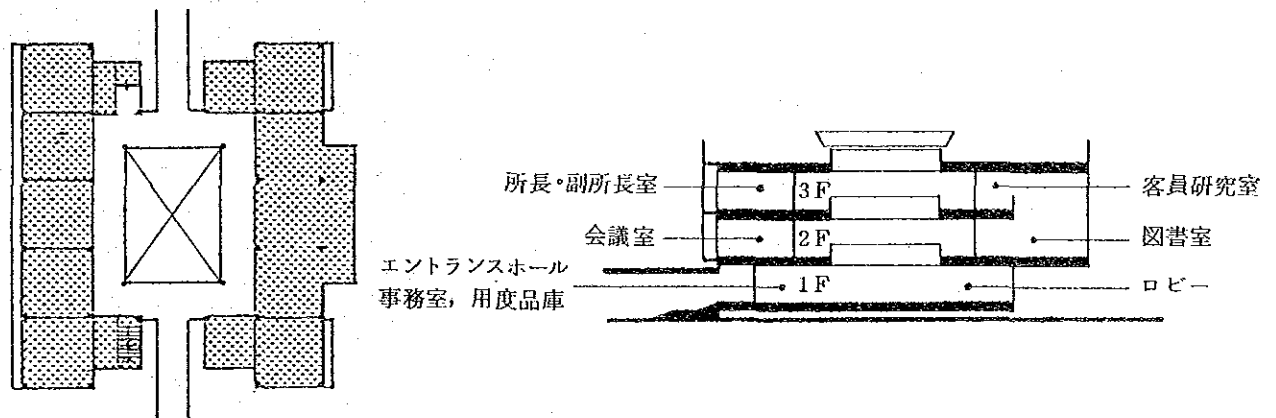 所長・副所長室
3F
客員研究室
会議室
2F
図書室
エントランスホール
事務室，用度品庫
1F
ロビー